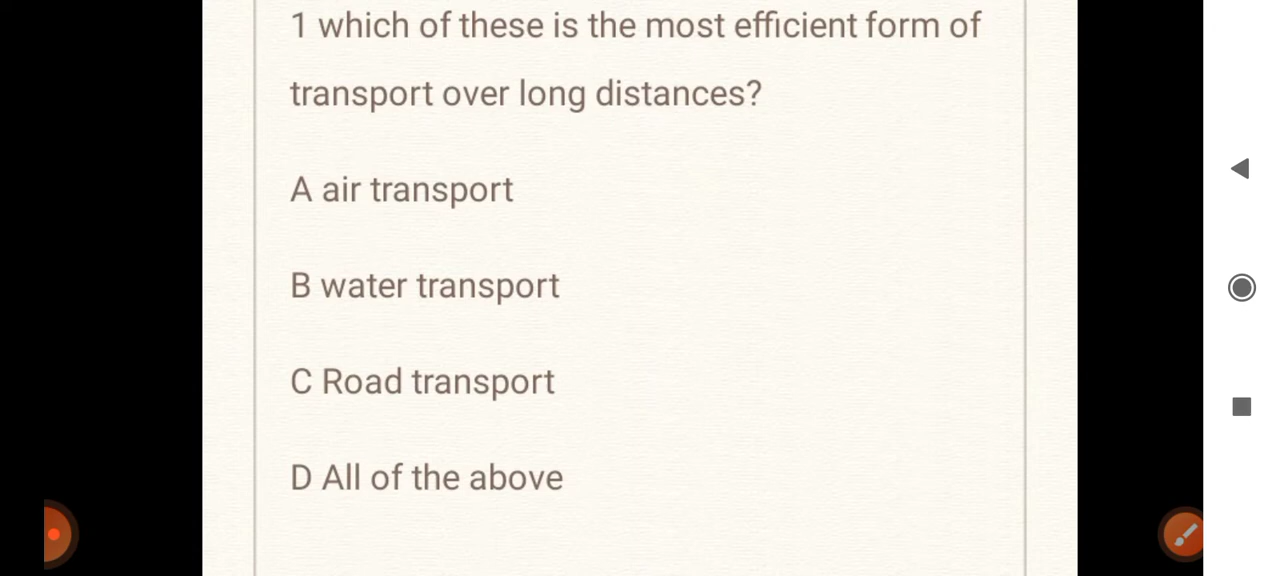 1 which of these is the most efficient form of
transport over long distances?
A air transport
B water transport
C Road transport
D All of the above